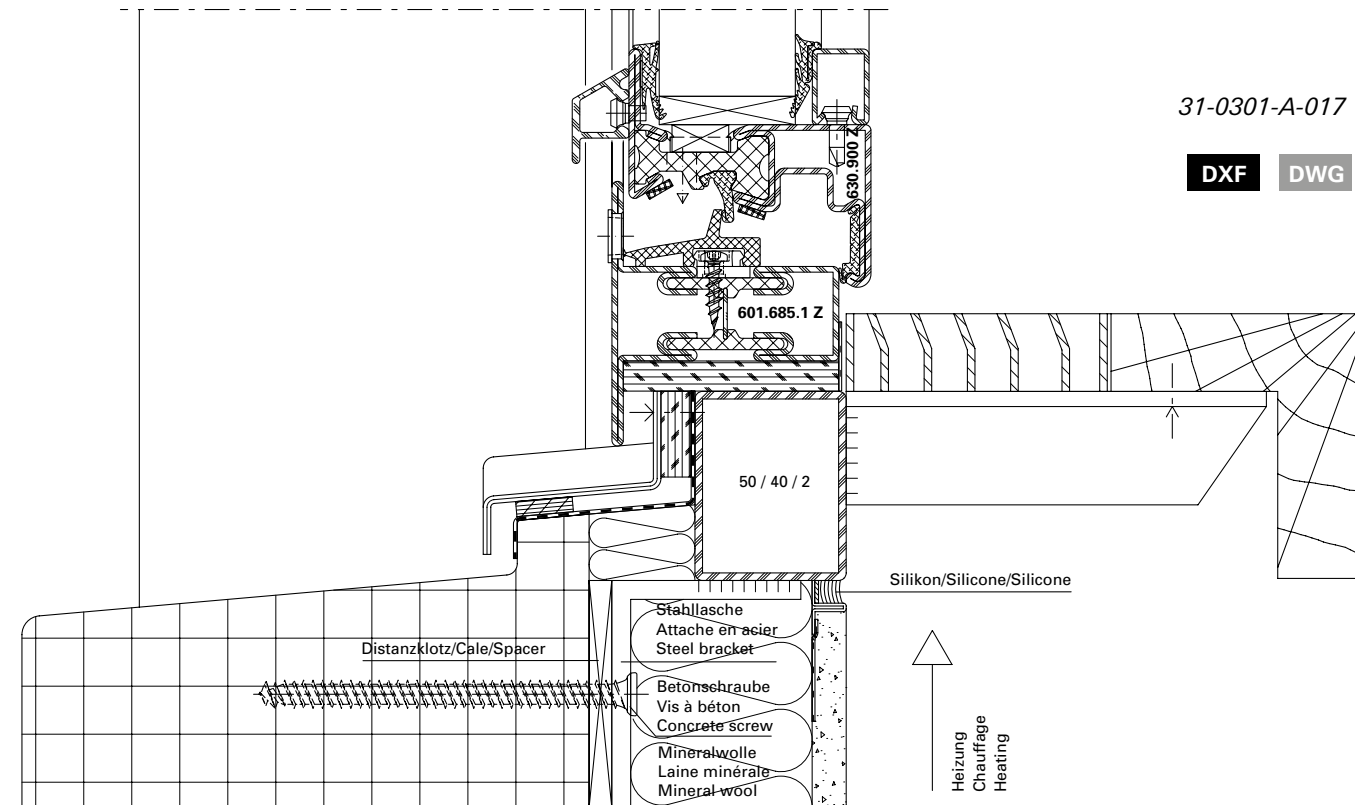 31-0301-A-017
DXF DWG
630.900 Z
601.685.1 Z
50 / 40 / 2
Silikon/Silicone/Silicone
Stahllasche
Attache en acier
Steel bracket
Distanzklotz/Cale/Spacer
Betonschraube
Vis à béton
Concrete screw
Mineralwolle
Laine minérale
Mineral wool
Heizung
Chauffage
Heating